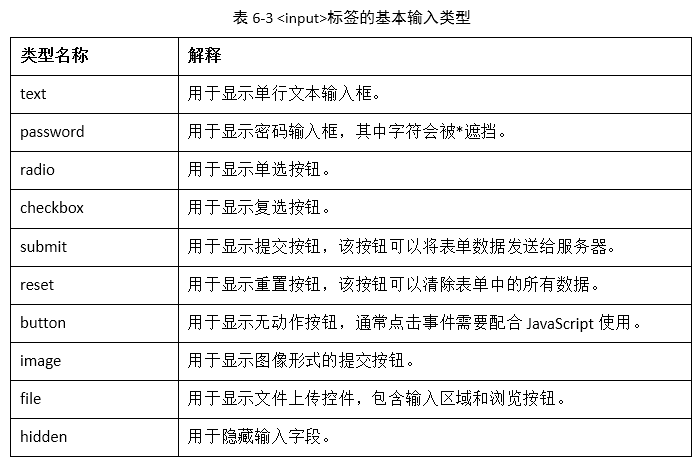 表 6-3 <input>标签的基本输入类型
类型名称 解释
text 用于显示单行文本输入框。
password 用于显示密码输入框，其中字符会被*遮挡。
radio 用于显示单选按钮。
checkbox 用于显示复选按钮。
submit 用于显示提交按钮，该按钮可以将表单数据发送给服务器。
reset 用于显示重置按钮，该按钮可以清除表单中的所有数据。
button 用于显示无动作按钮，通常点击事件需要配合 JavaScript 使用。
image 用于显示图像形式的提交按钮。
file 用于显示文件上传控件，包含输入区域和浏览按钮。
hidden 用于隐藏输入字段。